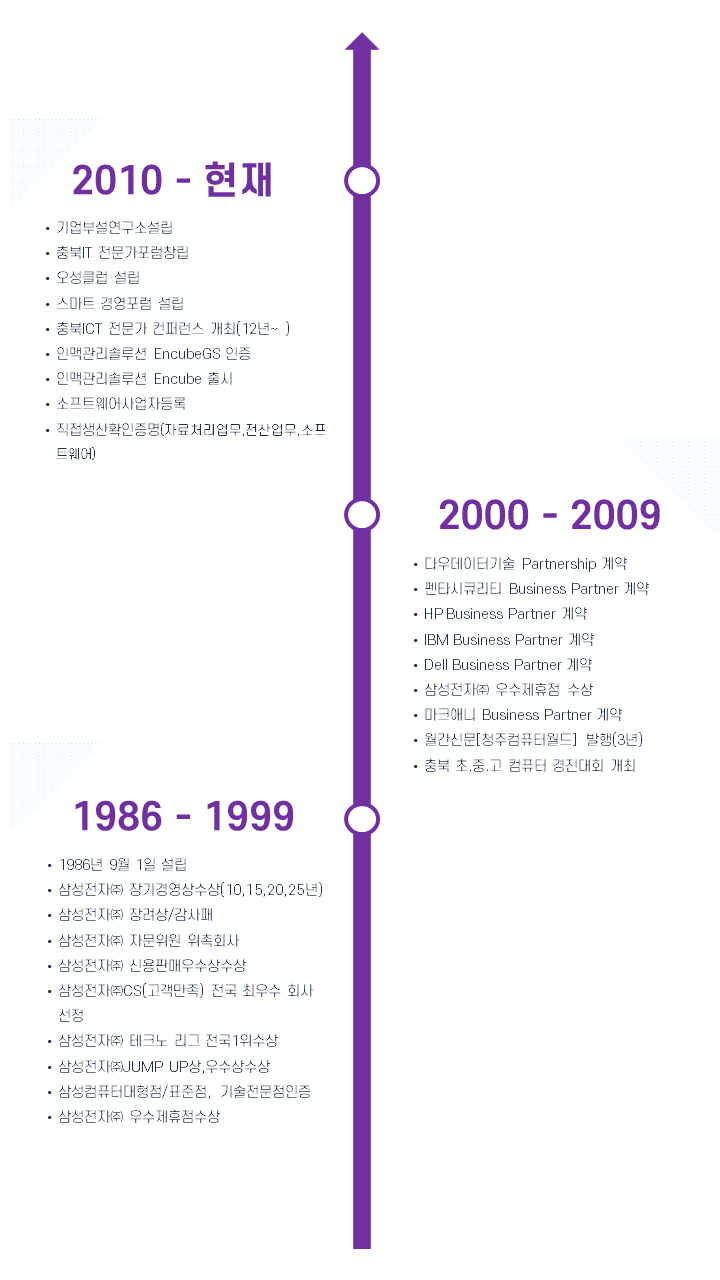 2010 - 현재
• 기업부설연구소설립
• 충북IT 전문가포럼창립
• 오성클럽 설립
• 스마트 경영포럼 설립
• 충북ICT 전문가 컨퍼런스 개최(12년~ )
• 인맥관리솔루션 EncubeGS 인증
• 인맥관리솔루션 Encube 출시
• 소프트웨어사업자등록
• 직접생산확인증명(자료처리업무,전산업무,소프
트웨어)
2000 - 2009
• 다우데이터기술 Partnership 계약
• 펜타시큐리티 Business Partner 계약
• HP Business Partner 계약
• IBM Business Partner 계약
• Dell Business Partner 계약
• 삼성전자㈜ 우수제휴점 수상
• 마크애니 Business Partner 계약
• 월간신문[청주컴퓨터월드] 발행(3년)
• 충북 초.중.고 컴퓨터 경진대회 개최
1986 - 1999
• 1986년 9월 1일 설립
• 삼성전자㈜ 장기경영상수상(10,15,20,25년)
• 삼성전자㈜ 장려상/감사패
• 삼성전자㈜ 자문위원 위촉회사
• 삼성전자㈜ 신용판매우수상수상
• 삼성전자㈜CS(고객만족) 전국 최우수 회사
선정
• 삼성전자㈜ 테크노 리그 전국1위수상
• 삼성전자㈜JUMP UP상,우수상수상
• 삼성컴퓨터대형점/표준점, 기술전문점인증
• 삼성전자㈜ 우수제휴점수상